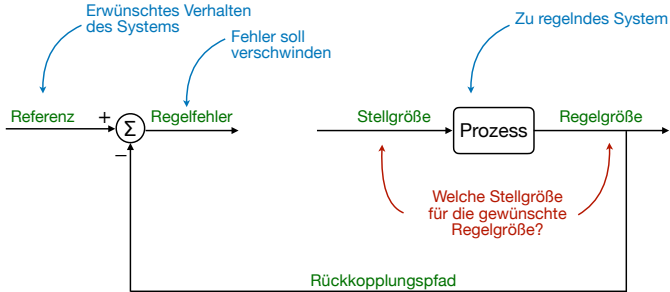 Erwünschtes Verhalten
des Systems
Fehler soll
verschwinden
Zu regelndes System
Referenz
+
Σ
−
Regelfehler
Stellgröße
Prozess
Regelgröße
Welche Stellgröße
für die gewünschte
Regelgröße?
Rückkopplungspfad